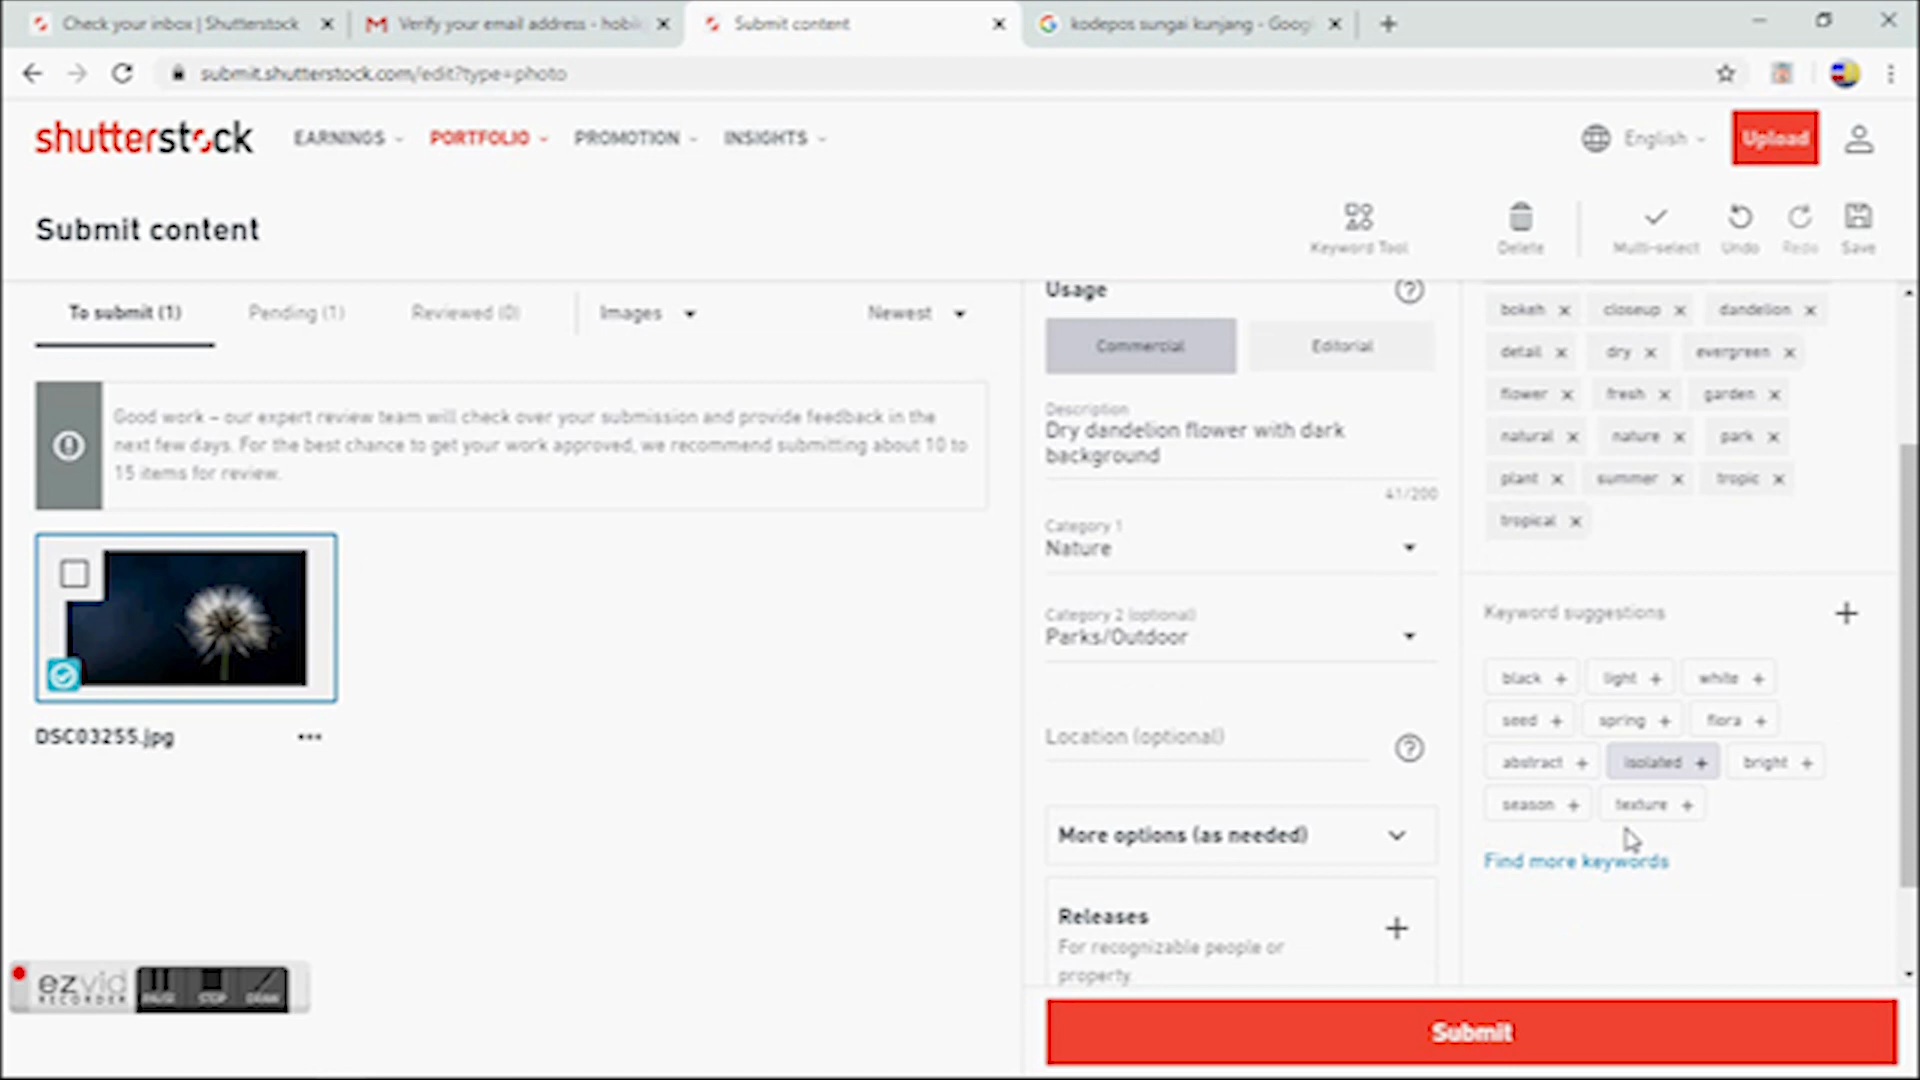 Check your inbox | Shutterstock
Verify your email address - hobi
Submit content
kodepos sungai kunjang - Goog
submit.shutterstock.com/edit?type=photo
shutterstock
EARNINGS
PORTFOLIO
PROMOTION
INSIGHTS
English
Upload
Submit content
Keyword Tool
Delete
Multi-select
Undo
Redo
Save
To submit (1)
Pending (1)
Reviewed (0)
Images
Newest
Good work – our expert review team will check over your submission and provide feedback in the
next few days. For the best chance to get your work approved, we recommend submitting about 10 to
15 items for review.
DSC03255.jpg
Usage
Commercial
Editorial
Description
Dry dandelion flower with dark
background
41/200
Category 1
Nature
Category 2 (optional)
Parks/Outdoor
Location (optional)
More options (as needed)
Releases
For recognizable people or
property.
bokeh × closeup × dandelion ×
detail × dry × evergreen ×
flower × fresh × garden ×
natural × nature × park ×
plant × summer × tropic ×
tropical ×
Keyword suggestions +
black + light + white +
seed + spring + flora +
abstract + isolated + bright +
season + texture +
Find more keywords
Submit
ezvid
RECORDER
PAUSE STOP DRAW